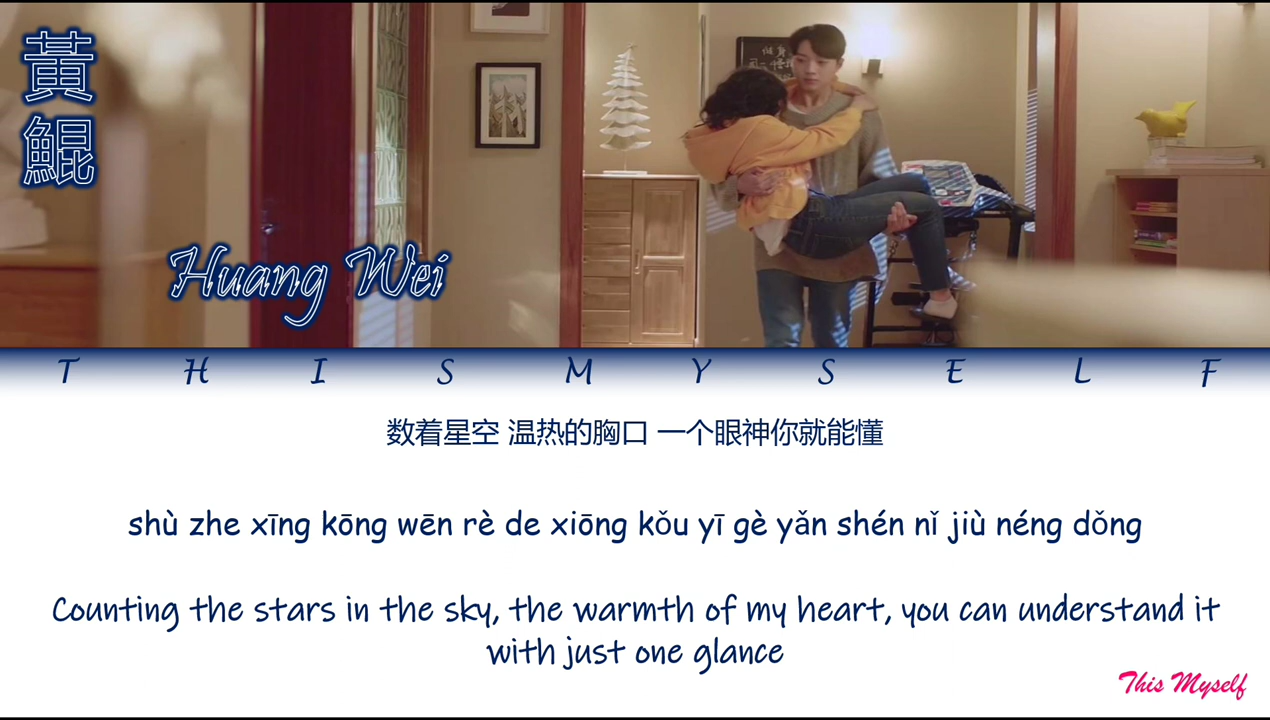 黃
鯤
Huang Wei
T H I S M Y S E L F
数着星空 温热的胸口 一个眼神你就能懂
shù zhe xīng kōng wēn rè de xiōng kǒu yī gè yǎn shén nǐ jiù néng dǒng
Counting the stars in the sky, the warmth of my heart, you can understand it
with just one glance
This Myself